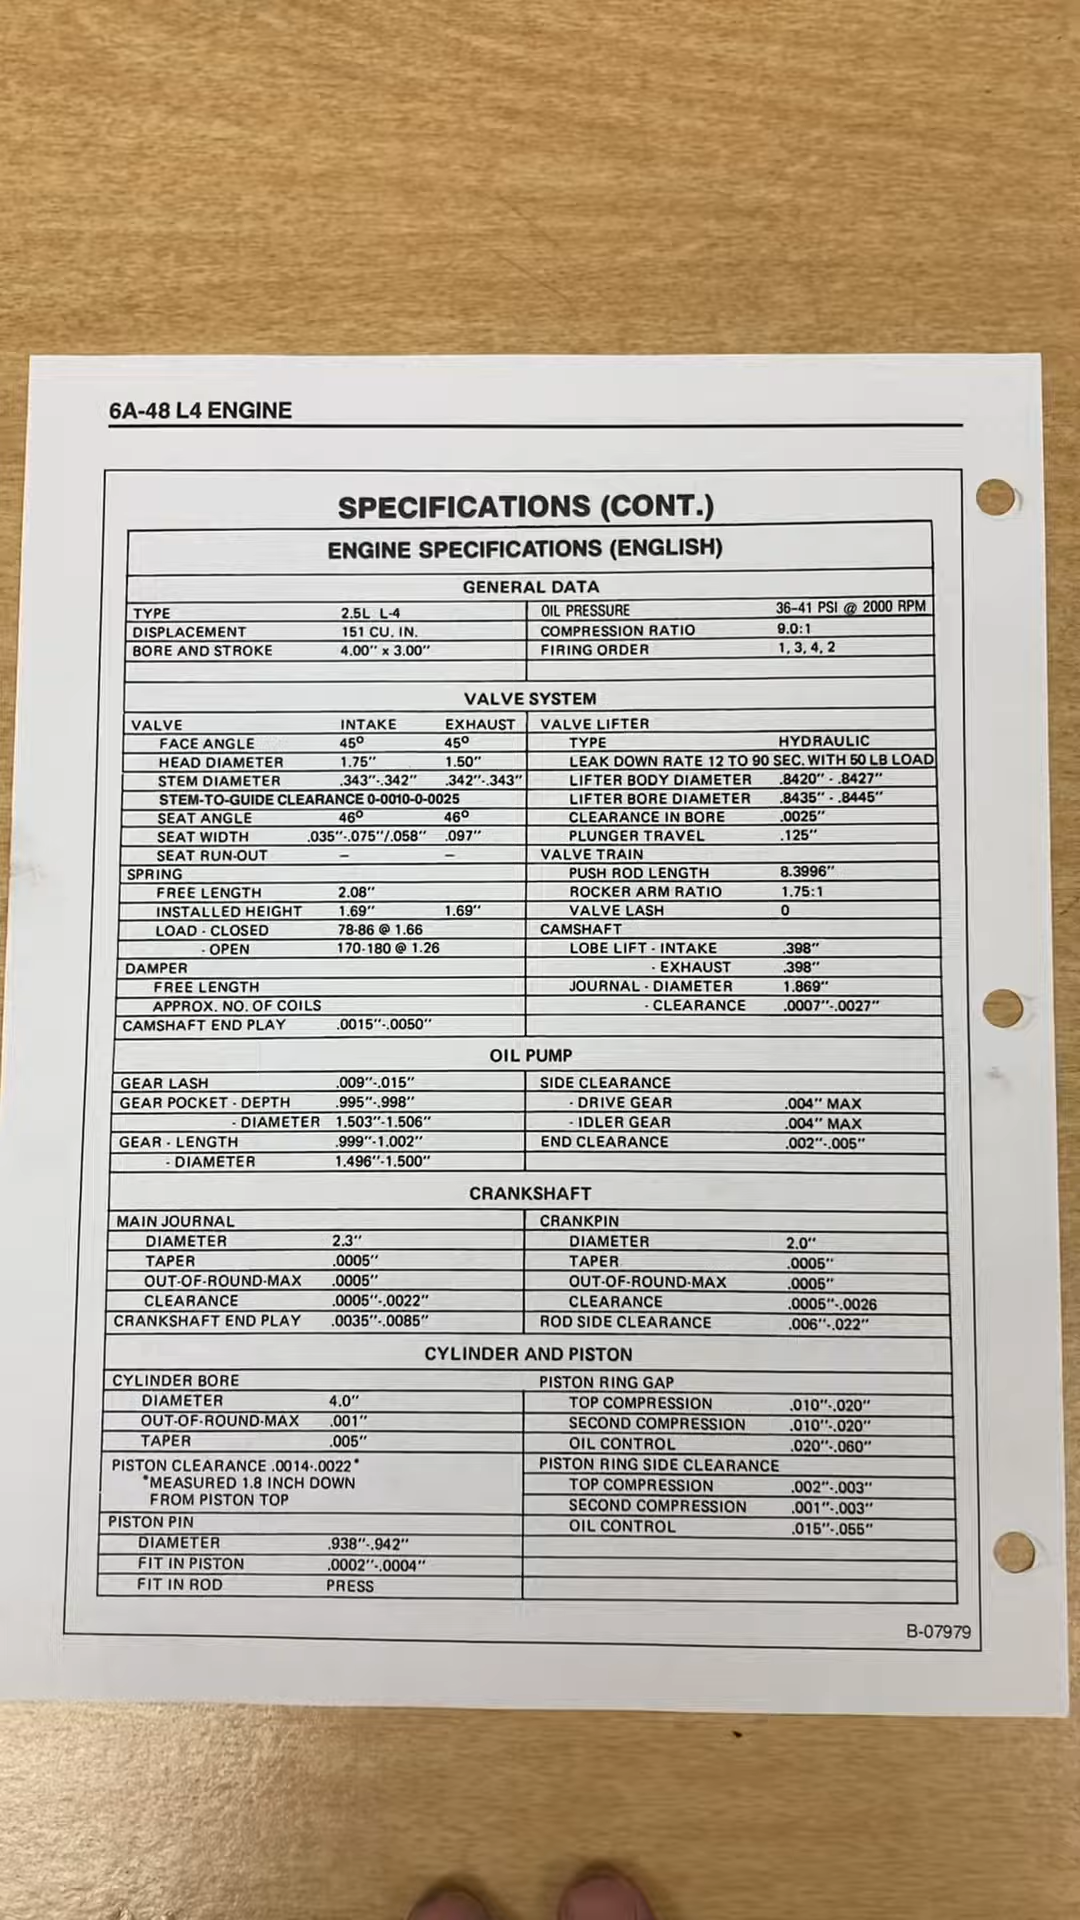 6A-48 L4 ENGINE
SPECIFICATIONS (CONT.)
ENGINE SPECIFICATIONS (ENGLISH)
GENERAL DATA
TYPE 2.5L L-4 OIL PRESSURE 36-41 PSI @ 2000 RPM
DISPLACEMENT 151 CU. IN. COMPRESSION RATIO 9.0:1
BORE AND STROKE 4.00" x 3.00" FIRING ORDER 1, 3, 4, 2
VALVE SYSTEM
VALVE INTAKE EXHAUST VALVE LIFTER
FACE ANGLE 45º 45º TYPE HYDRAULIC
HEAD DIAMETER 1.75" 1.50" LEAK DOWN RATE 12 TO 90 SEC. WITH 50 LB LOAD
STEM DIAMETER .343"-.342" .342"-.343" LIFTER BODY DIAMETER .8420" - .8427"
STEM-TO-GUIDE CLEARANCE 0-0010-0-0025 LIFTER BORE DIAMETER .8435" - .8445"
SEAT ANGLE 46º 46º CLEARANCE IN BORE .0025"
SEAT WIDTH .035"-.075"/.058" .097" PLUNGER TRAVEL .125"
SEAT RUN-OUT – – VALVE TRAIN
SPRING PUSH ROD LENGTH 8.3996"
FREE LENGTH 2.08" ROCKER ARM RATIO 1.75:1
INSTALLED HEIGHT 1.69" 1.69" VALVE LASH 0
LOAD - CLOSED 78-86 @ 1.66 CAMSHAFT
- OPEN 170-180 @ 1.26 LOBE LIFT - INTAKE .398"
DAMPER - EXHAUST .398"
FREE LENGTH JOURNAL - DIAMETER 1.869"
APPROX. NO. OF COILS - CLEARANCE .0007"-.0027"
CAMSHAFT END PLAY .0015"-.0050"
OIL PUMP
GEAR LASH .009"-.015" SIDE CLEARANCE
GEAR POCKET - DEPTH .995"-.998" - DRIVE GEAR .004" MAX
- DIAMETER 1.503"-1.506" - IDLER GEAR .004" MAX
GEAR - LENGTH .999"-1.002" END CLEARANCE .002"-.005"
- DIAMETER 1.496"-1.500"
CRANKSHAFT
MAIN JOURNAL CRANKPIN
DIAMETER 2.3" DIAMETER 2.0"
TAPER .0005" TAPER .0005"
OUT-OF-ROUND-MAX .0005" OUT-OF-ROUND-MAX .0005"
CLEARANCE .0005"-.0022" CLEARANCE .0005"-.0026
CRANKSHAFT END PLAY .0035"-.0085" ROD SIDE CLEARANCE .006"-.022"
CYLINDER AND PISTON
CYLINDER BORE PISTON RING GAP
DIAMETER 4.0" TOP COMPRESSION .010"-.020"
OUT-OF-ROUND-MAX .001" SECOND COMPRESSION .010"-.020"
TAPER .005" OIL CONTROL .020"-.060"
PISTON CLEARANCE .0014-.0022* PISTON RING SIDE CLEARANCE
*MEASURED 1.8 INCH DOWN TOP COMPRESSION .002"-.003"
FROM PISTON TOP SECOND COMPRESSION .001"-.003"
PISTON PIN OIL CONTROL .015"-.055"
DIAMETER .938"-.942"
FIT IN PISTON .0002"-.0004"
FIT IN ROD PRESS
B-07979